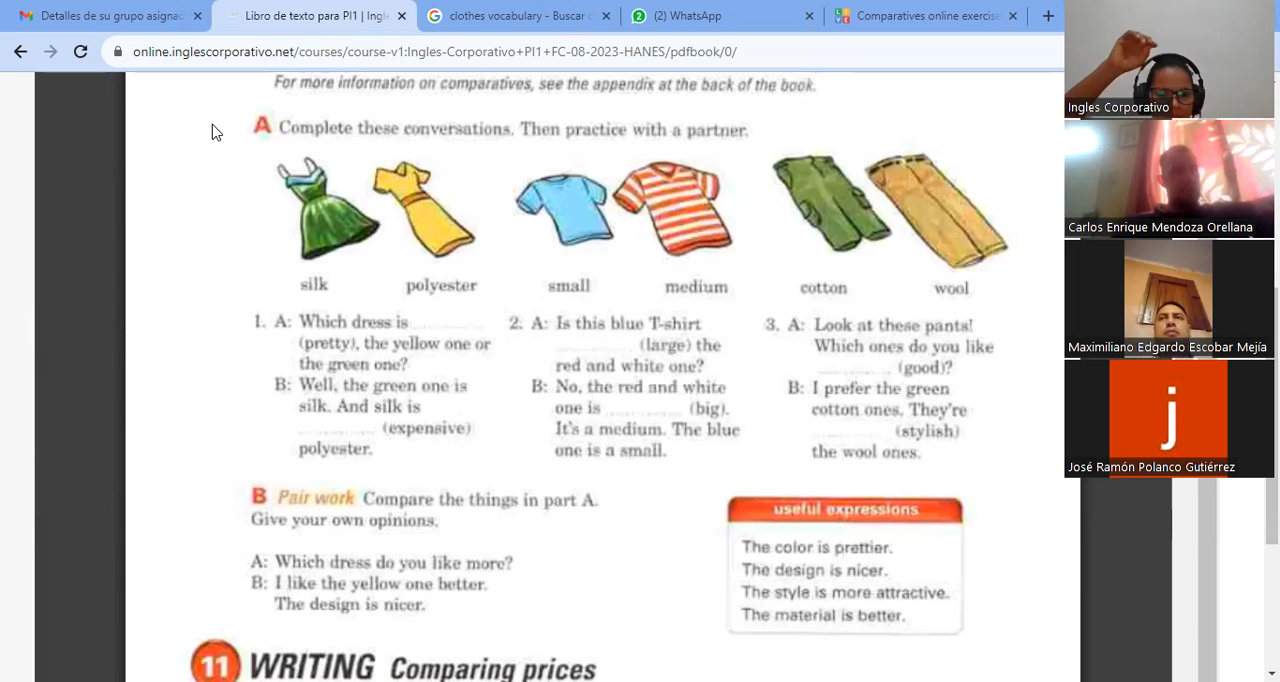 Detalles de su grupo asignad
Libro de texto para PI1 | Ingle
clothes vocabulary - Buscar c
(2) WhatsApp
Comparatives online exercise
online.inglescorporativo.net/courses/course-v1:Ingles-Corporativo+PI1+FC-08-2023-HANES/pdfbook/0/
For more information on comparatives, see the appendix at the back of the book.
A Complete these conversations. Then practice with a partner.
silk polyester small medium cotton wool
1. A: Which dress is ..........
(pretty), the yellow one or
the green one?
B: Well, the green one is
silk. And silk is
.......... (expensive)
polyester.
2. A: Is this blue T-shirt
.......... (large) the
red and white one?
B: No, the red and white
one is .......... (big).
It's a medium. The blue
one is a small.
3. A: Look at these pants!
Which ones do you like
.......... (good)?
B: I prefer the green
cotton ones. They're
.......... (stylish)
the wool ones.
B Pair work Compare the things in part A.
Give your own opinions.
A: Which dress do you like more?
B: I like the yellow one better.
The design is nicer.
useful expressions
The color is prettier.
The design is nicer.
The style is more attractive.
The material is better.
11 WRITING Comparing prices
Ingles Corporativo
Carlos Enrique Mendoza Orellana
Maximiliano Edgardo Escobar Mejía
j
José Ramón Polanco Gutiérrez